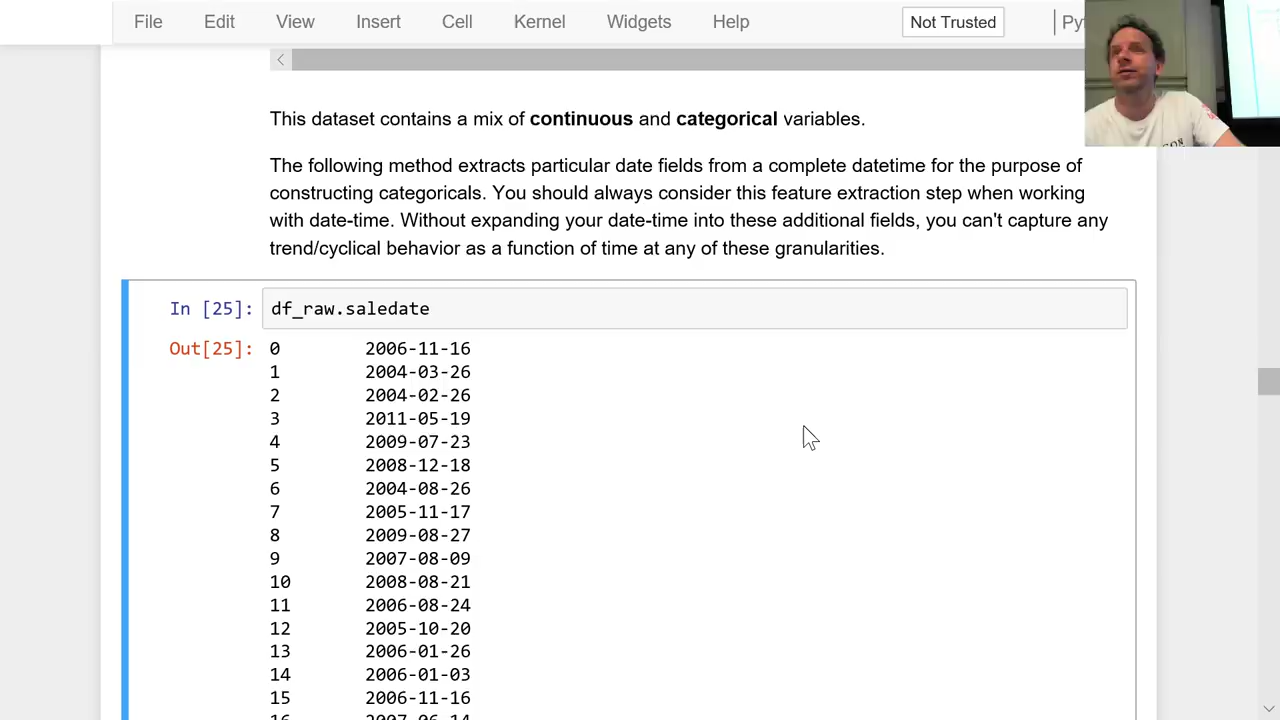 File Edit View Insert Cell Kernel Widgets Help Not Trusted
This dataset contains a mix of continuous and categorical variables.
The following method extracts particular date fields from a complete datetime for the purpose of
constructing categoricals. You should always consider this feature extraction step when working
with date-time. Without expanding your date-time into these additional fields, you can't capture any
trend/cyclical behavior as a function of time at any of these granularities.
In [25]: df_raw.saledate
Out[25]: 0 2006-11-16
1 2004-03-26
2 2004-02-26
3 2011-05-19
4 2009-07-23
5 2008-12-18
6 2004-08-26
7 2005-11-17
8 2009-08-27
9 2007-08-09
10 2008-08-21
11 2006-08-24
12 2005-10-20
13 2006-01-26
14 2006-01-03
15 2006-11-16
16 2007-06-14